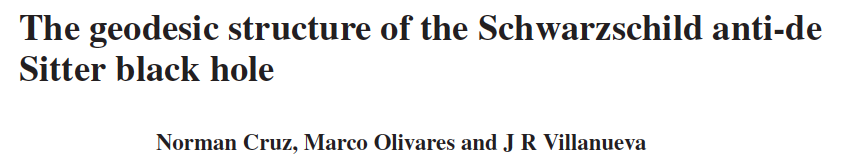 The geodesic structure of the Schwarzschild anti-de
Sitter black hole
Norman Cruz, Marco Olivares and J R Villanueva